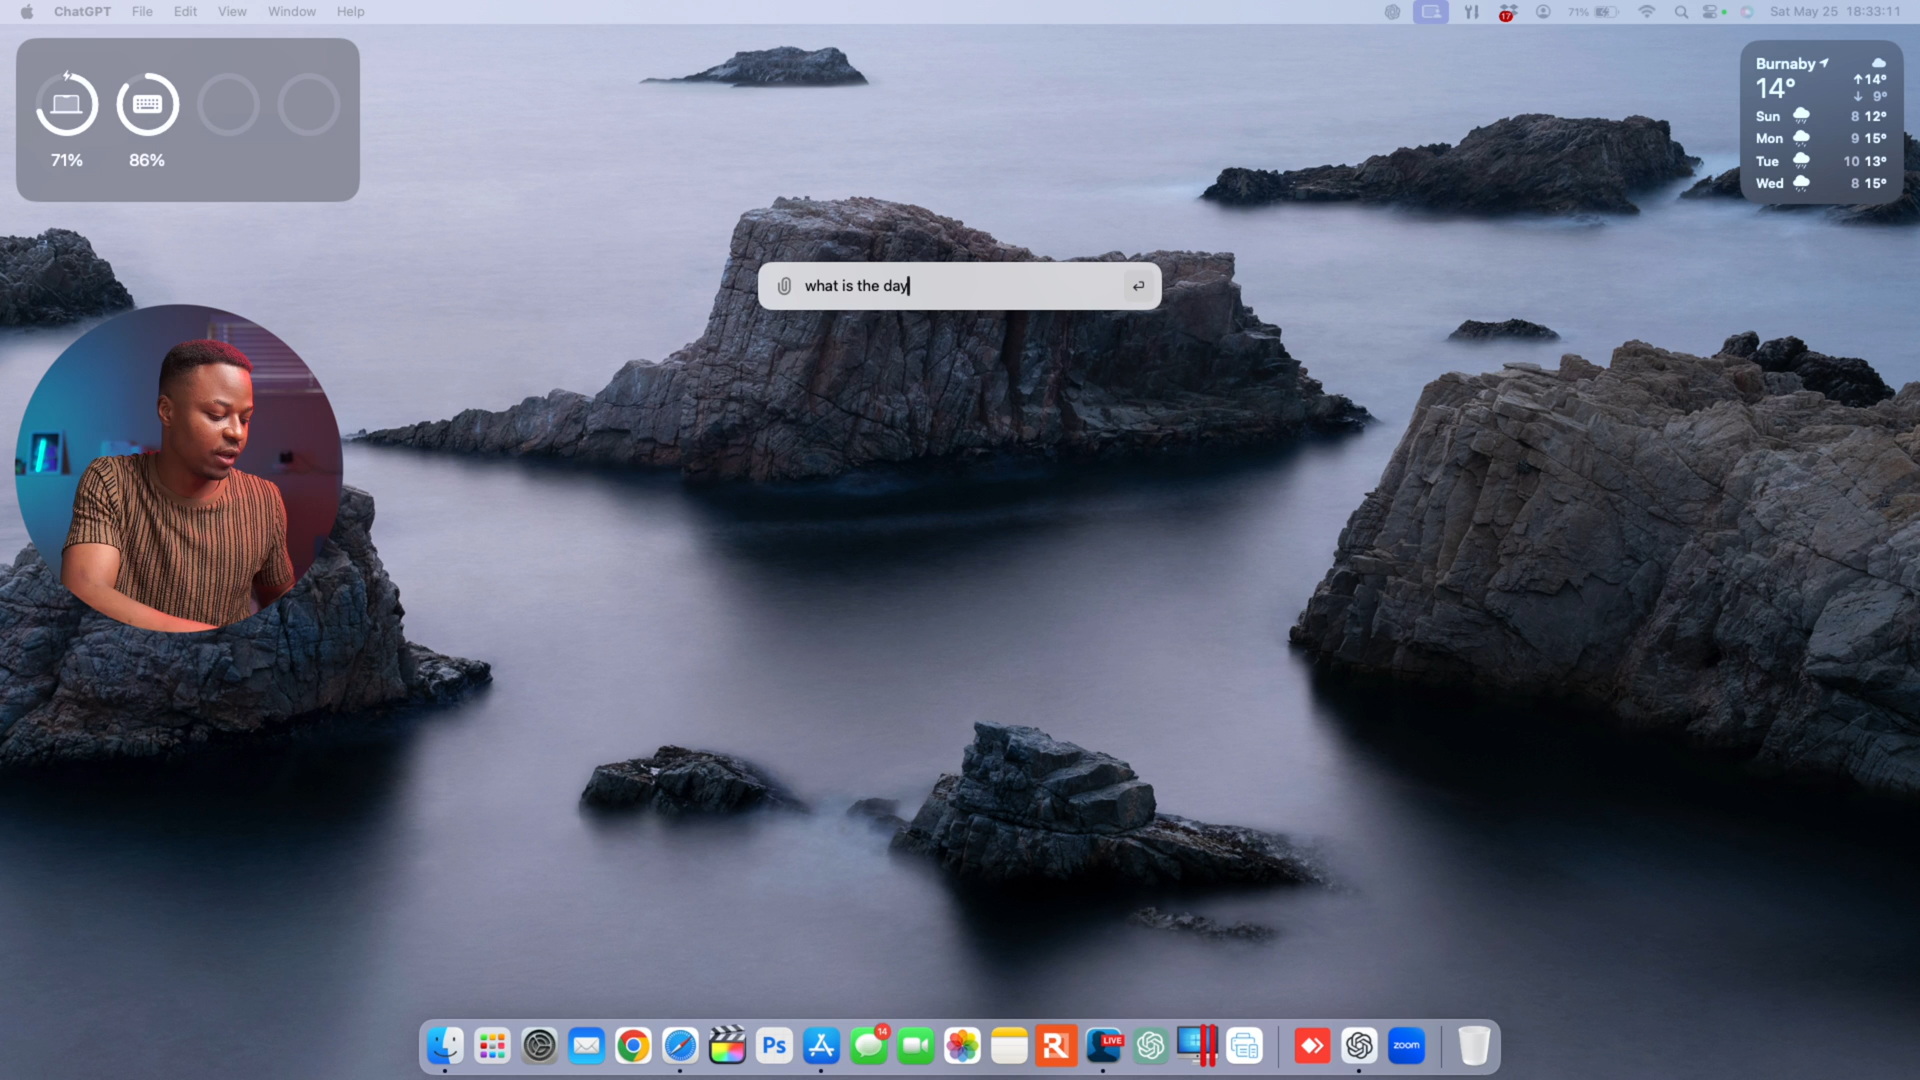 ChatGPT File Edit View Window Help
17 71% Sat May 25 18:33:11
71% 86%
Burnaby
14° ↑14°
↓ 9°
Sun 8 12°
Mon 9 15°
Tue 10 13°
Wed 8 15°
what is the day
14
Ps
R
LIVE
zoom